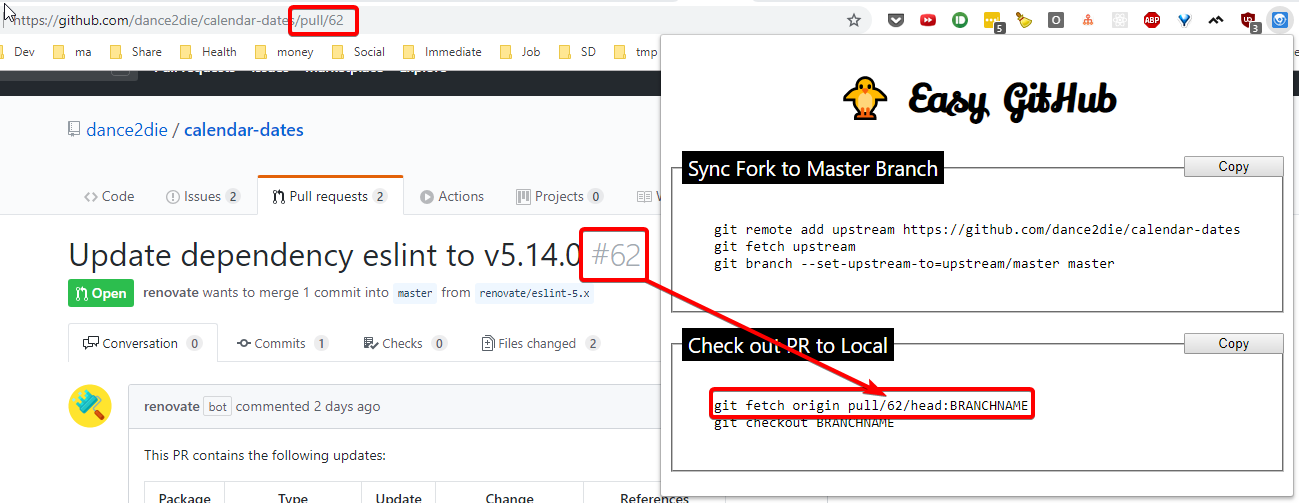 https://github.com/dance2die/calendar-dates/pull/62
5
ABP
3
Dev ma Share Health money Social Immediate Job SD tmp
Pull requests Issues Marketplace Explore
dance2die / calendar-dates
Code Issues 2 Pull requests 2 Actions Projects 0
Update dependency eslint to v5.14.0 #62
Open renovate wants to merge 1 commit into master from renovate/eslint-5.x
Conversation 0 Commits 1 Checks 0 Files changed 2
renovate bot commented 2 days ago
This PR contains the following updates:
Package Type Update Change References
Easy GitHub
Sync Fork to Master Branch
Copy
git remote add upstream https://github.com/dance2die/calendar-dates
git fetch upstream
git branch --set-upstream-to=upstream/master master
Check out PR to Local
Copy
git fetch origin pull/62/head:BRANCHNAME
git checkout BRANCHNAME